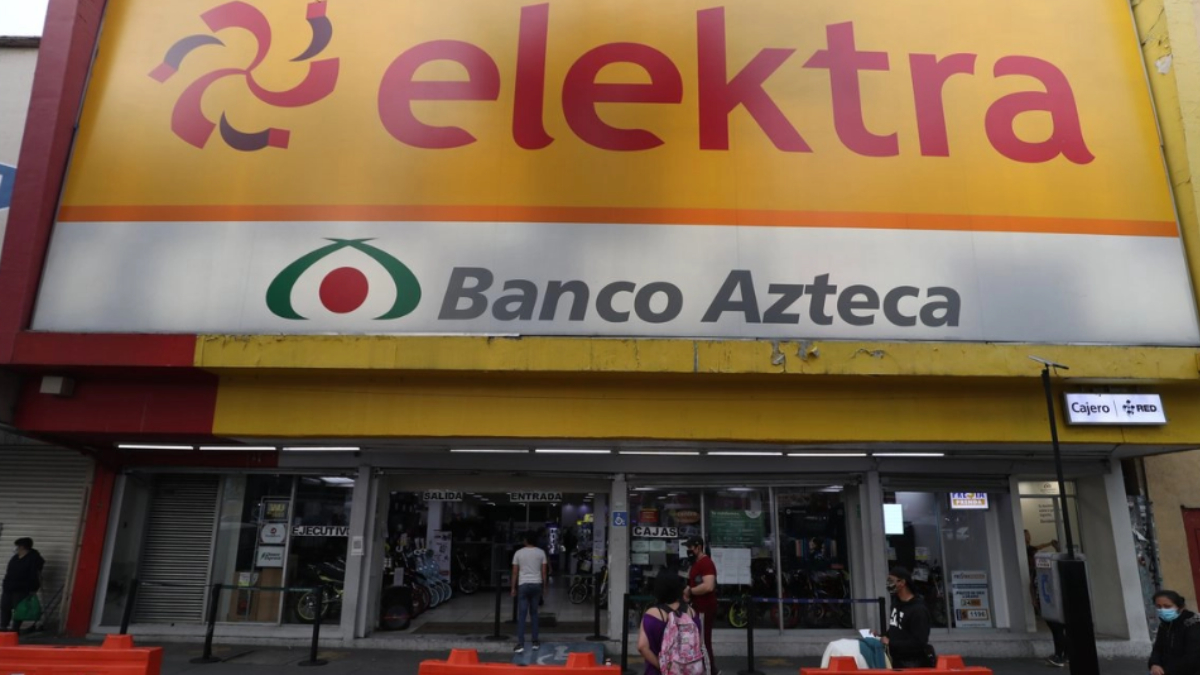 elektra
Banco Azteca
Cajero RED
SALIDA
ENTRADA
EJECUTIVO
CAJAS